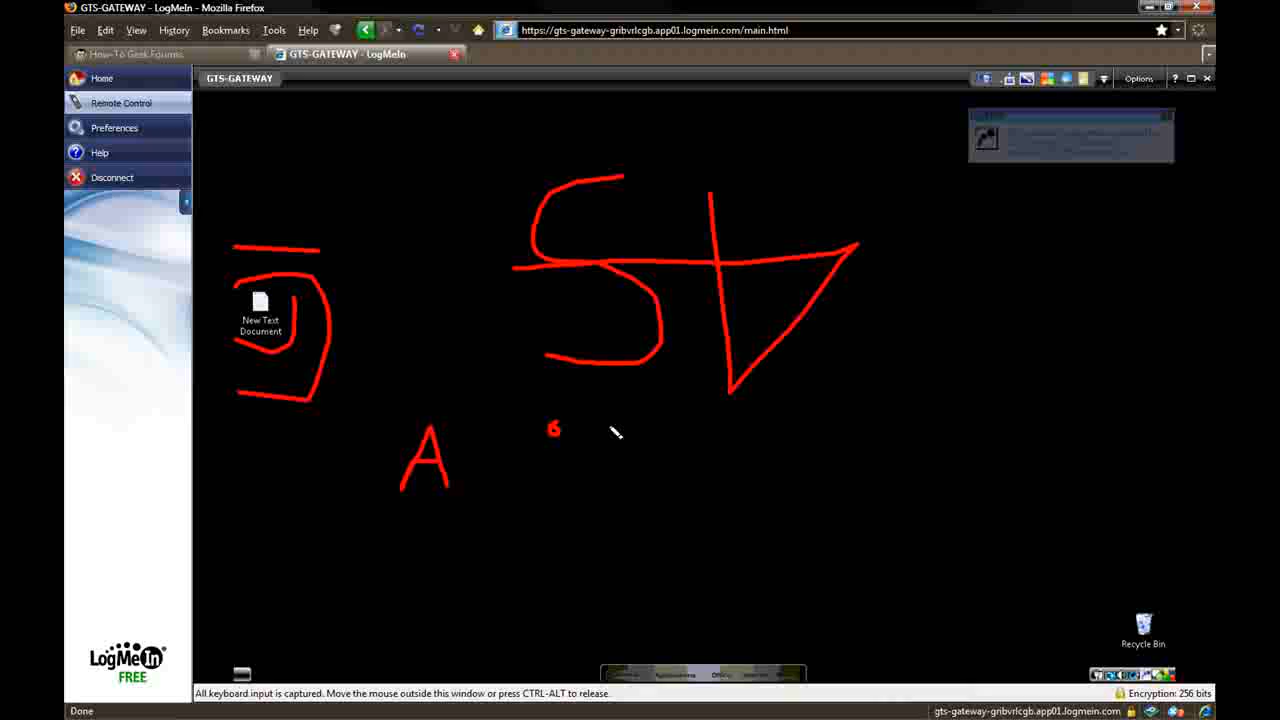 GTS-GATEWAY - LogMeIn - Mozilla Firefox
File Edit View History Bookmarks Tools Help https://gts-gateway-gribvrlcgb.app01.logmein.com/main.html
How-To Geek Forums GTS-GATEWAY - LogMeIn
Home GTS-GATEWAY Options ?
Remote Control
Preferences
Help
Disconnect
New Text
Document
A
LogMeIn
FREE
Recycle Bin
All keyboard input is captured. Move the mouse outside this window or press CTRL-ALT to release. Encryption: 256 bits
Done gts-gateway-gribvrlcgb.app01.logmein.com